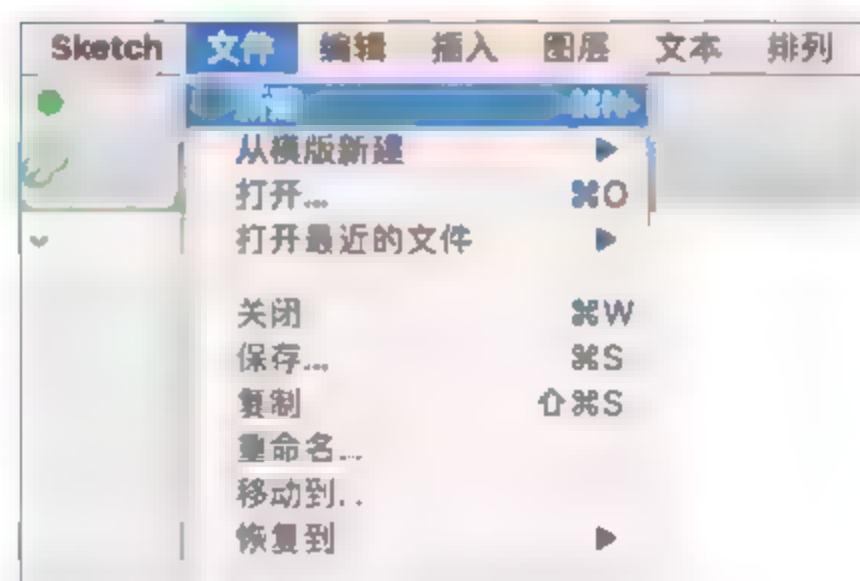 Sketch 文件 编辑 插入 图层 文本 排列
新建 ⌘N
从模版新建 ▶
打开... ⌘O
打开最近的文件 ▶
关闭 ⌘W
保存... ⌘S
复制 ⇧⌘S
重命名...
移动到...
恢复到 ▶